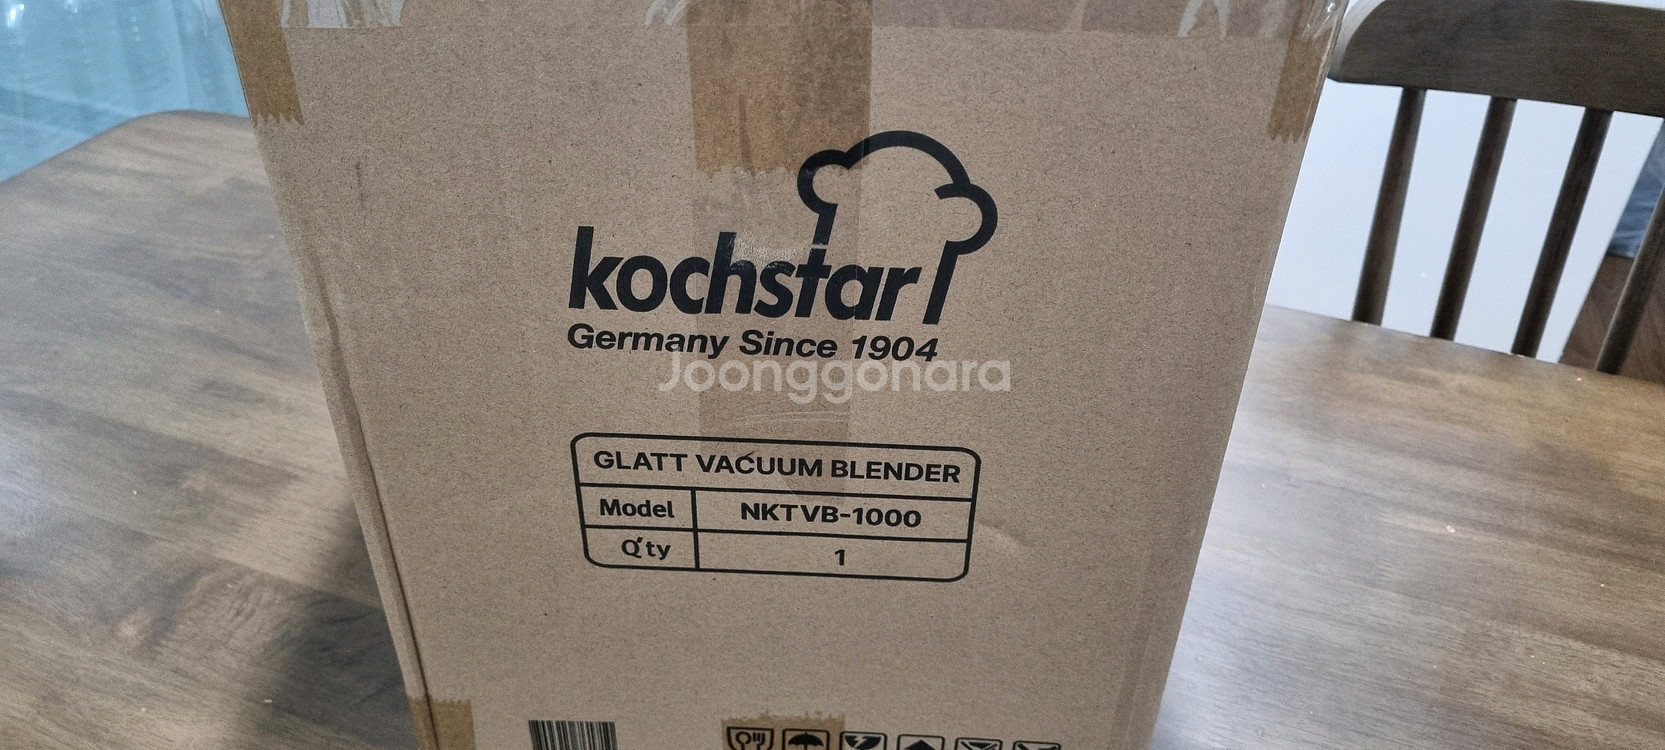 kochstar
Germany Since 1904
Joonggonara
GLATT VACUUM BLENDER
Model NKTVB-1000
Q'ty 1